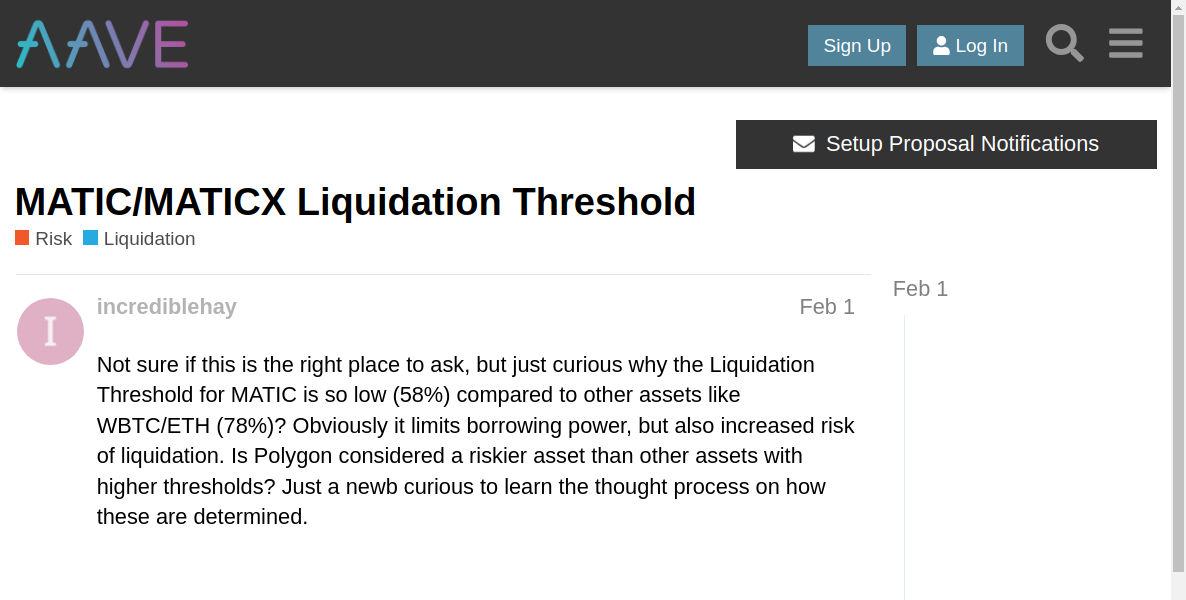 AAVE
Sign Up
Log In
Setup Proposal Notifications
MATIC/MATICX Liquidation Threshold
Risk
Liquidation
I
incrediblehay
Feb 1
Feb 1
Not sure if this is the right place to ask, but just curious why the Liquidation
Threshold for MATIC is so low (58%) compared to other assets like
WBTC/ETH (78%)? Obviously it limits borrowing power, but also increased risk
of liquidation. Is Polygon considered a riskier asset than other assets with
higher thresholds? Just a newb curious to learn the thought process on how
these are determined.